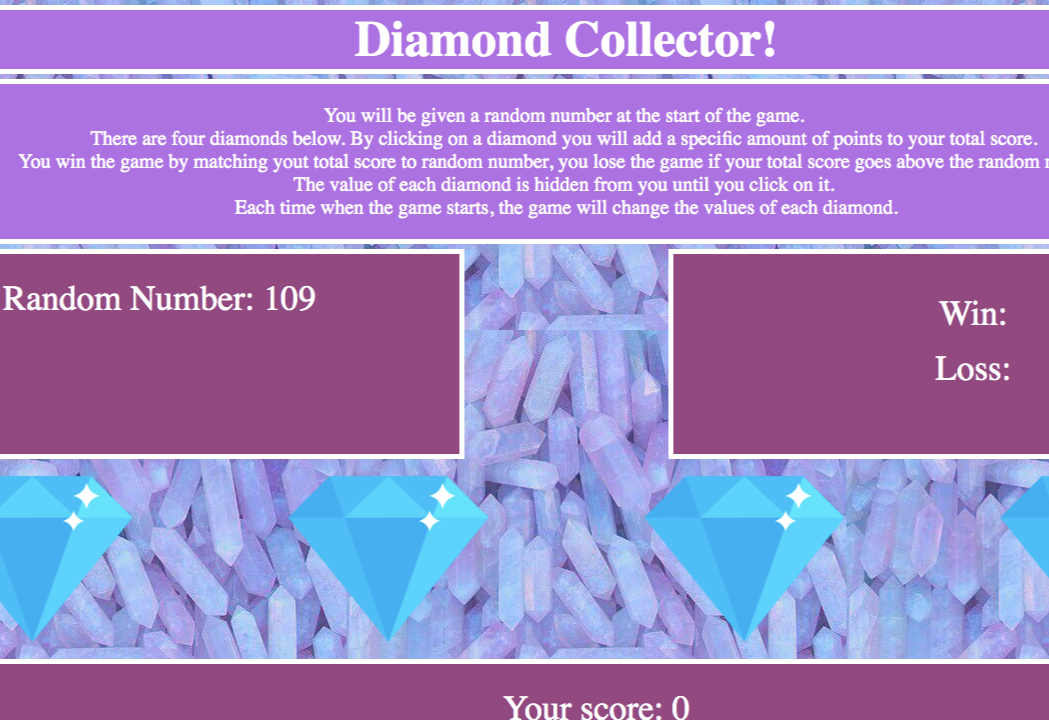 Diamond Collector!
You will be given a random number at the start of the game.
There are four diamonds below. By clicking on a diamond you will add a specific amount of points to your total score.
You win the game by matching yout total score to random number, you lose the game if your total score goes above the random
The value of each diamond is hidden from you until you click on it.
Each time when the game starts, the game will change the values of each diamond.
Random Number: 109
Win:
Loss:
Your score: 0